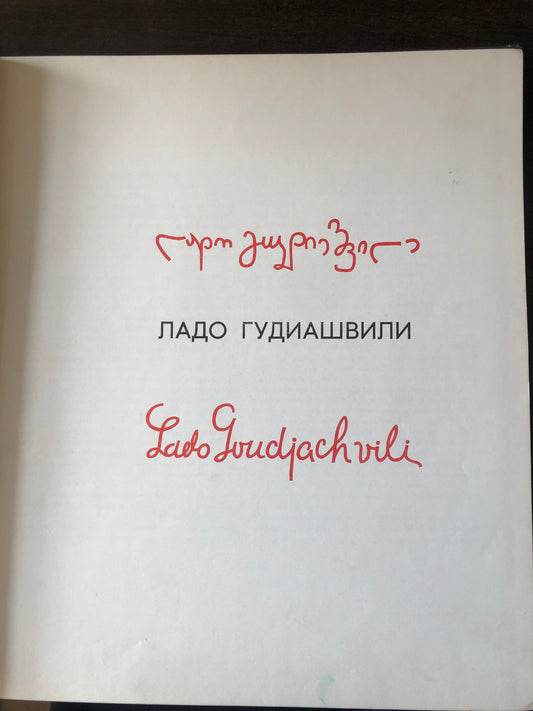 ლადო გუდიაშვილი
ЛАДО ГУДИАШВИЛИ
Lado Goudjachvili